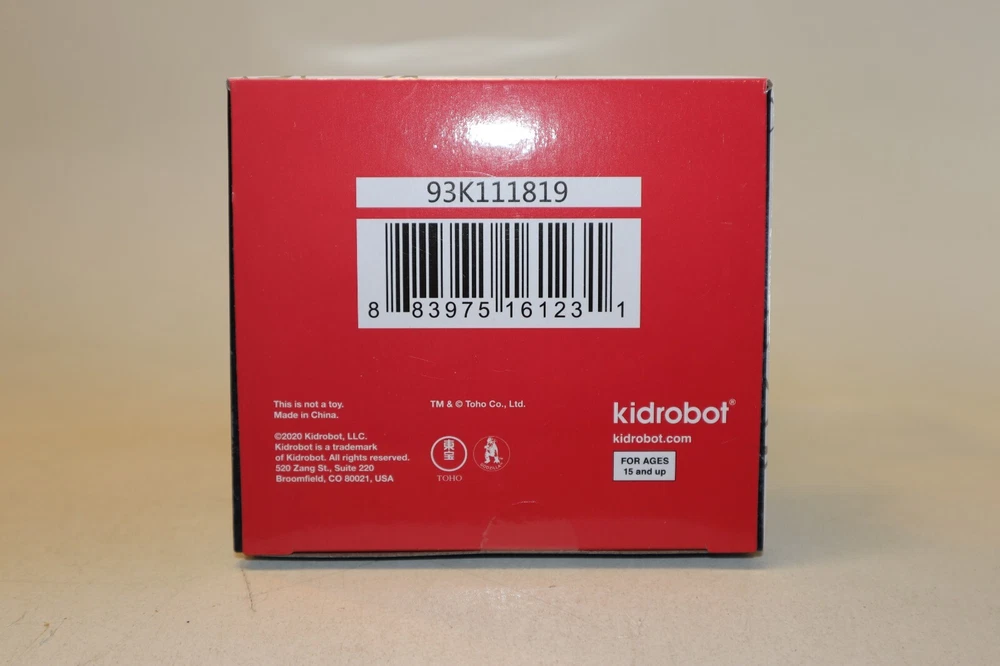 93K111819
8 83975 16123 1
This is not a toy.
Made in China.
©2020 Kidrobot, LLC.
Kidrobot is a trademark
of Kidrobot. All rights reserved.
520 Zang St., Suite 220
Broomfield, CO 80021, USA
TM & © Toho Co., Ltd.
東宝
TOHO
kidrobot®
kidrobot.com
FOR AGES
15 and up